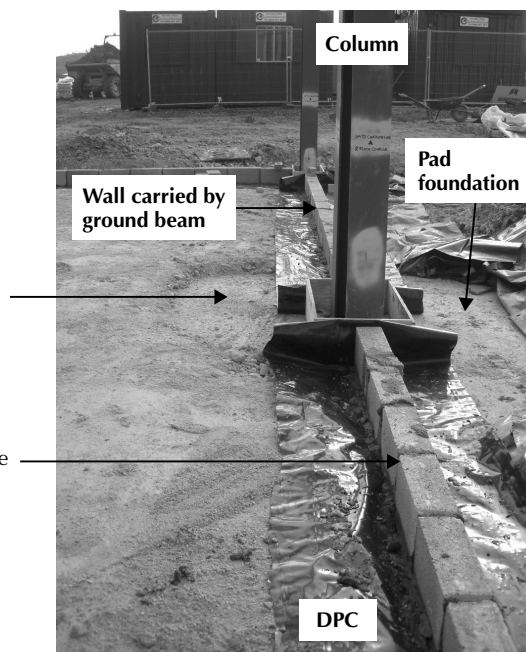 Column
Pad
foundation
Wall carried by
ground beam
e
DPC